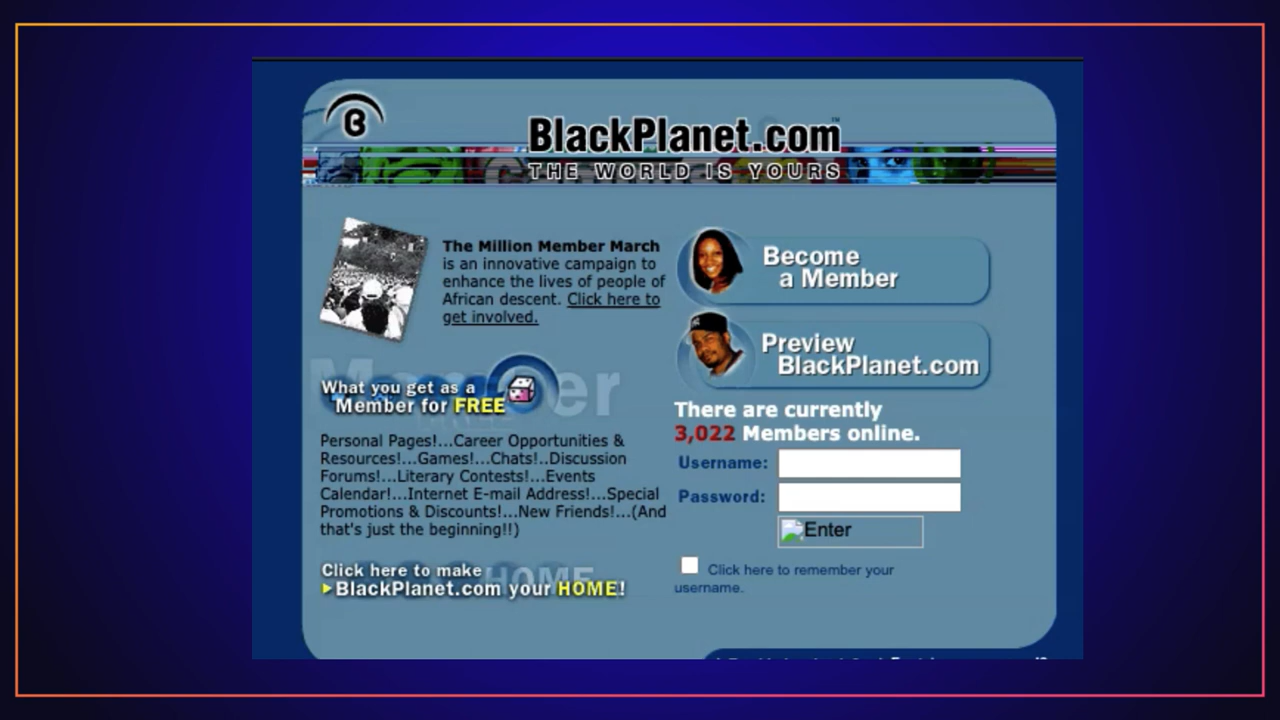 BlackPlanet.com™
THE WORLD IS YOURS
The Million Member March
is an innovative campaign to
enhance the lives of people of
African descent. Click here to
get involved.
Become
a Member
Preview
BlackPlanet.com
What you get as a
Member for FREE
Personal Pages!...Career Opportunities &
Resources!...Games!...Chats!..Discussion
Forums!...Literary Contests!...Events
Calendar!...Internet E-mail Address!...Special
Promotions & Discounts!...New Friends!...(And
that's just the beginning!!)
Click here to make
BlackPlanet.com your HOME!
There are currently
3,022 Members online.
Username:
Password:
Enter
Click here to remember your
username.